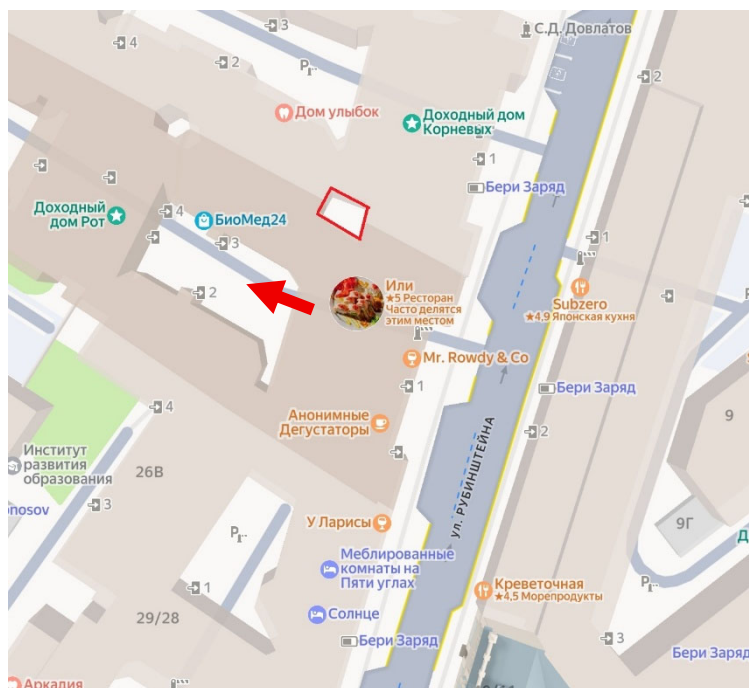 3
С.Д. Довлатов
4
2
P
2
Дом улыбок
Доходный дом
Корневых
1
Бери Заряд
Доходный
дом Рот
4
БиоМед24
3
1
2
Или
★5 Ресторан
Часто делятся
этим местом
Subzero
★4,9 Японская кухня
Mr. Rowdy & Co
1
Бери Заряд
4
Анонимные
Дегустаторы
2
9
ул. РУБИНШТЕЙНА
Институт
развития
образования
26В
onosov
3
У Ларисы
9Г
P
Меблированные
комнаты на
Пяти углах
Д
1
Креветочная
★4,5 Морепродукты
P
29/28
Солнце
Бери Заряд
3
Бери Заряд
Аркадия